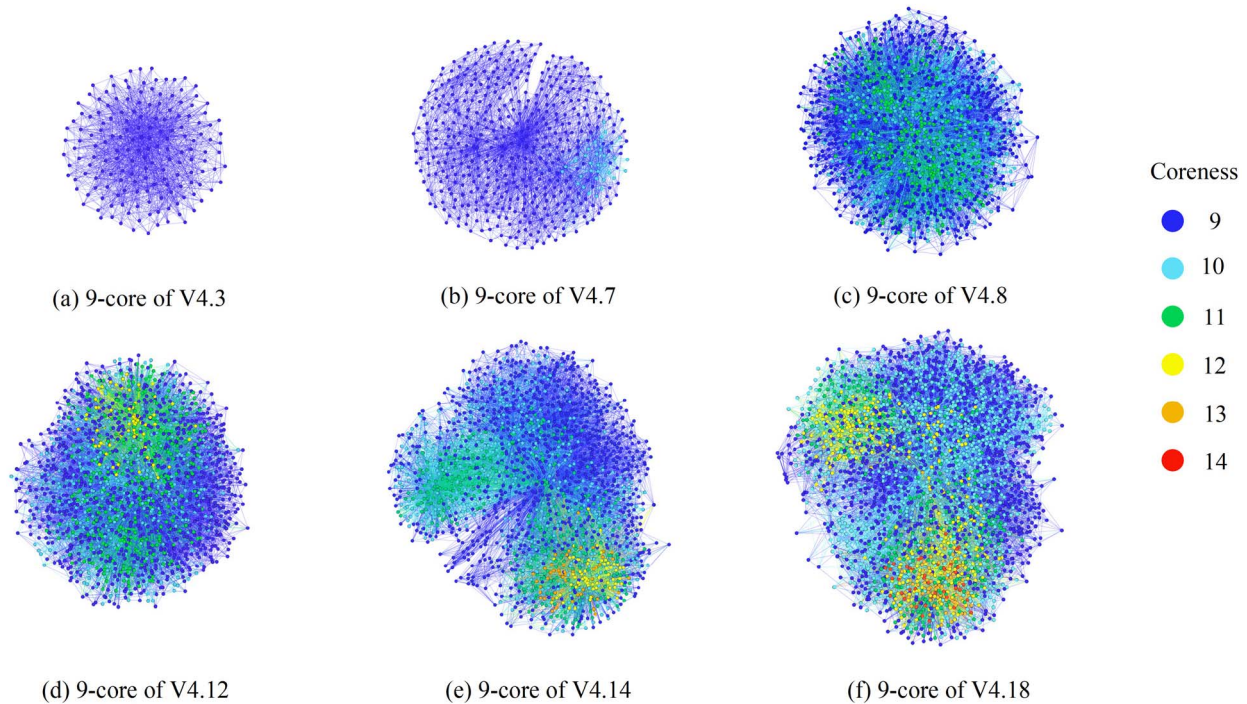 (a) 9-core of V4.3
(b) 9-core of V4.7
(c) 9-core of V4.8
Coreness
9
10
11
12
13
14
(d) 9-core of V4.12
(e) 9-core of V4.14
(f) 9-core of V4.18